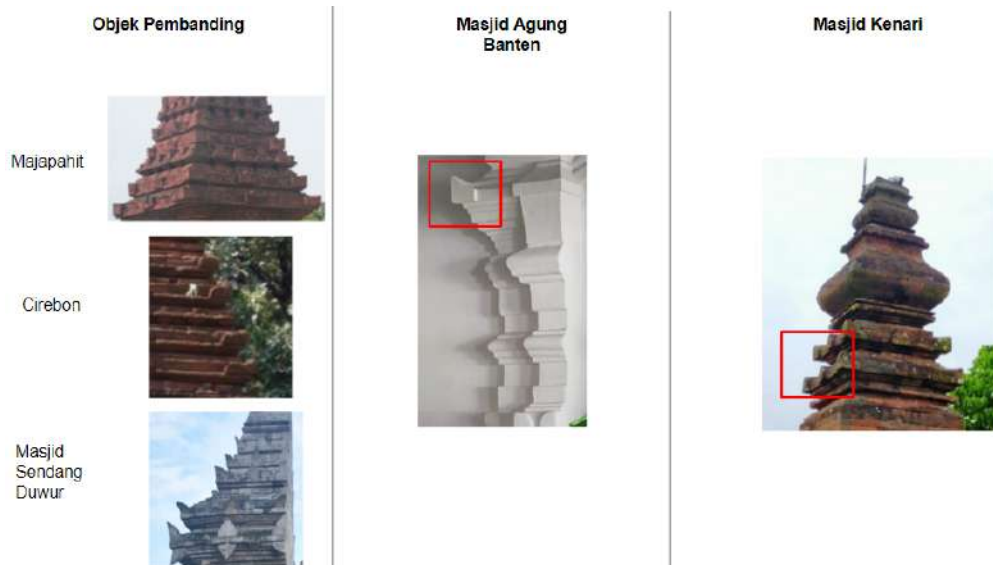 Objek Pembanding
Masjid Agung
Banten
Masjid Kenari
Majapahit
Cirebon
Masjid
Sendang
Duwur